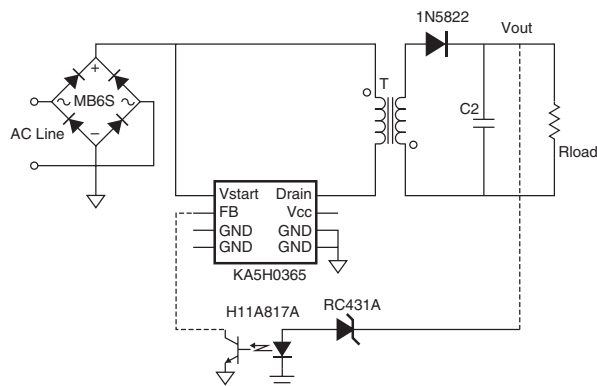 1N5822
Vout
+
~ MB6S ~
−
AC Line
T
C2
Rload
Vstart Drain
FB Vcc
GND GND
GND GND
KA5H0365
H11A817A
RC431A